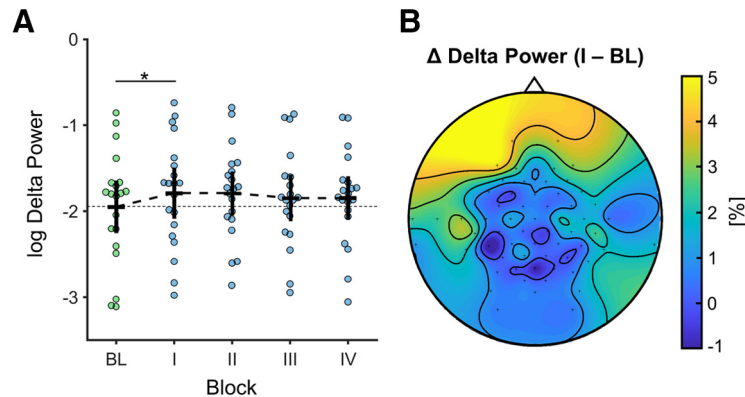 A
log Delta Power
0
-1
-2
-3
*
BL I II III IV
Block
B
Δ Delta Power (I – BL)
5
4
3
2
1
0
-1
[%]